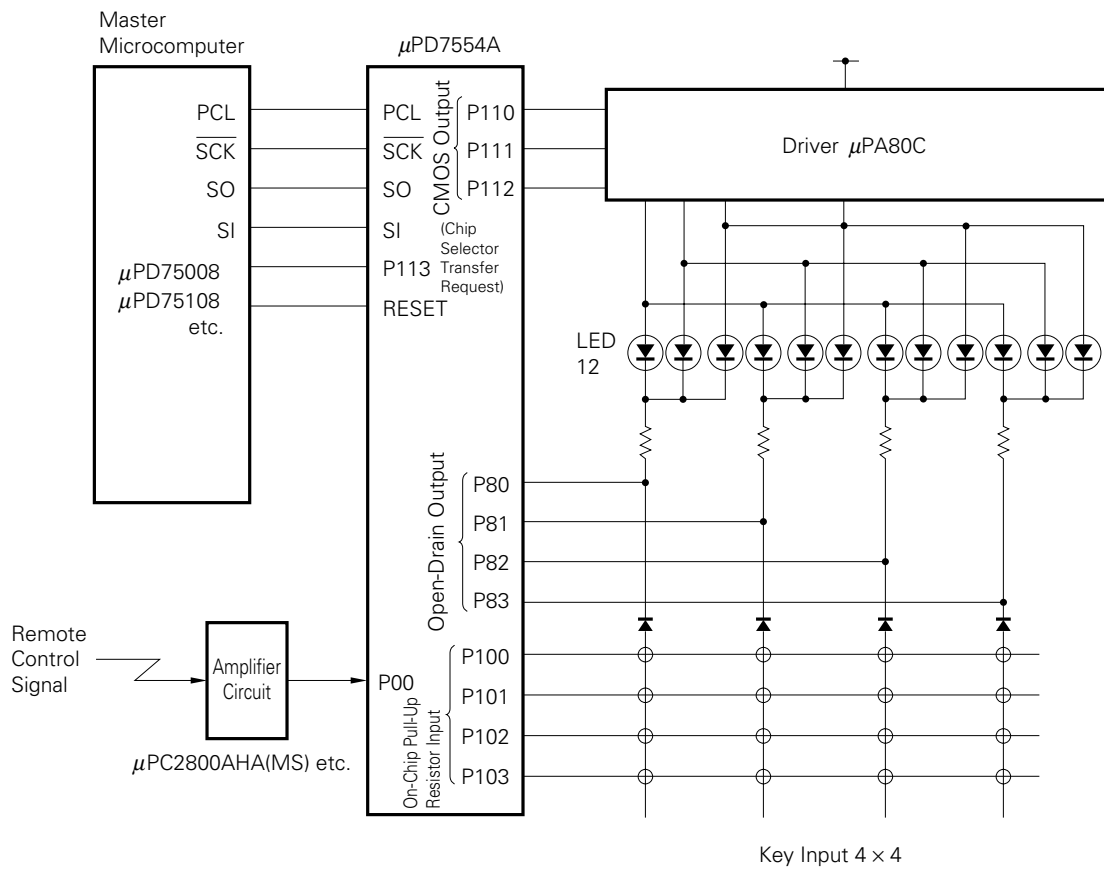 Master
Microcomputer
PCL
SCK
SO
SI
μPD75008
μPD75108
etc.
μPD7554A
PCL
SCK
SO
SI
P113
RESET
CMOS Output
P110
P111
P112
(Chip
Selector
Transfer
Request)
Driver μPA80C
LED
12
Open-Drain Output
P80
P81
P82
P83
Remote
Control
Signal
Amplifier
Circuit
μPC2800AHA(MS) etc.
P00
On-Chip Pull-Up
Resistor Input
P100
P101
P102
P103
Key Input 4 × 4